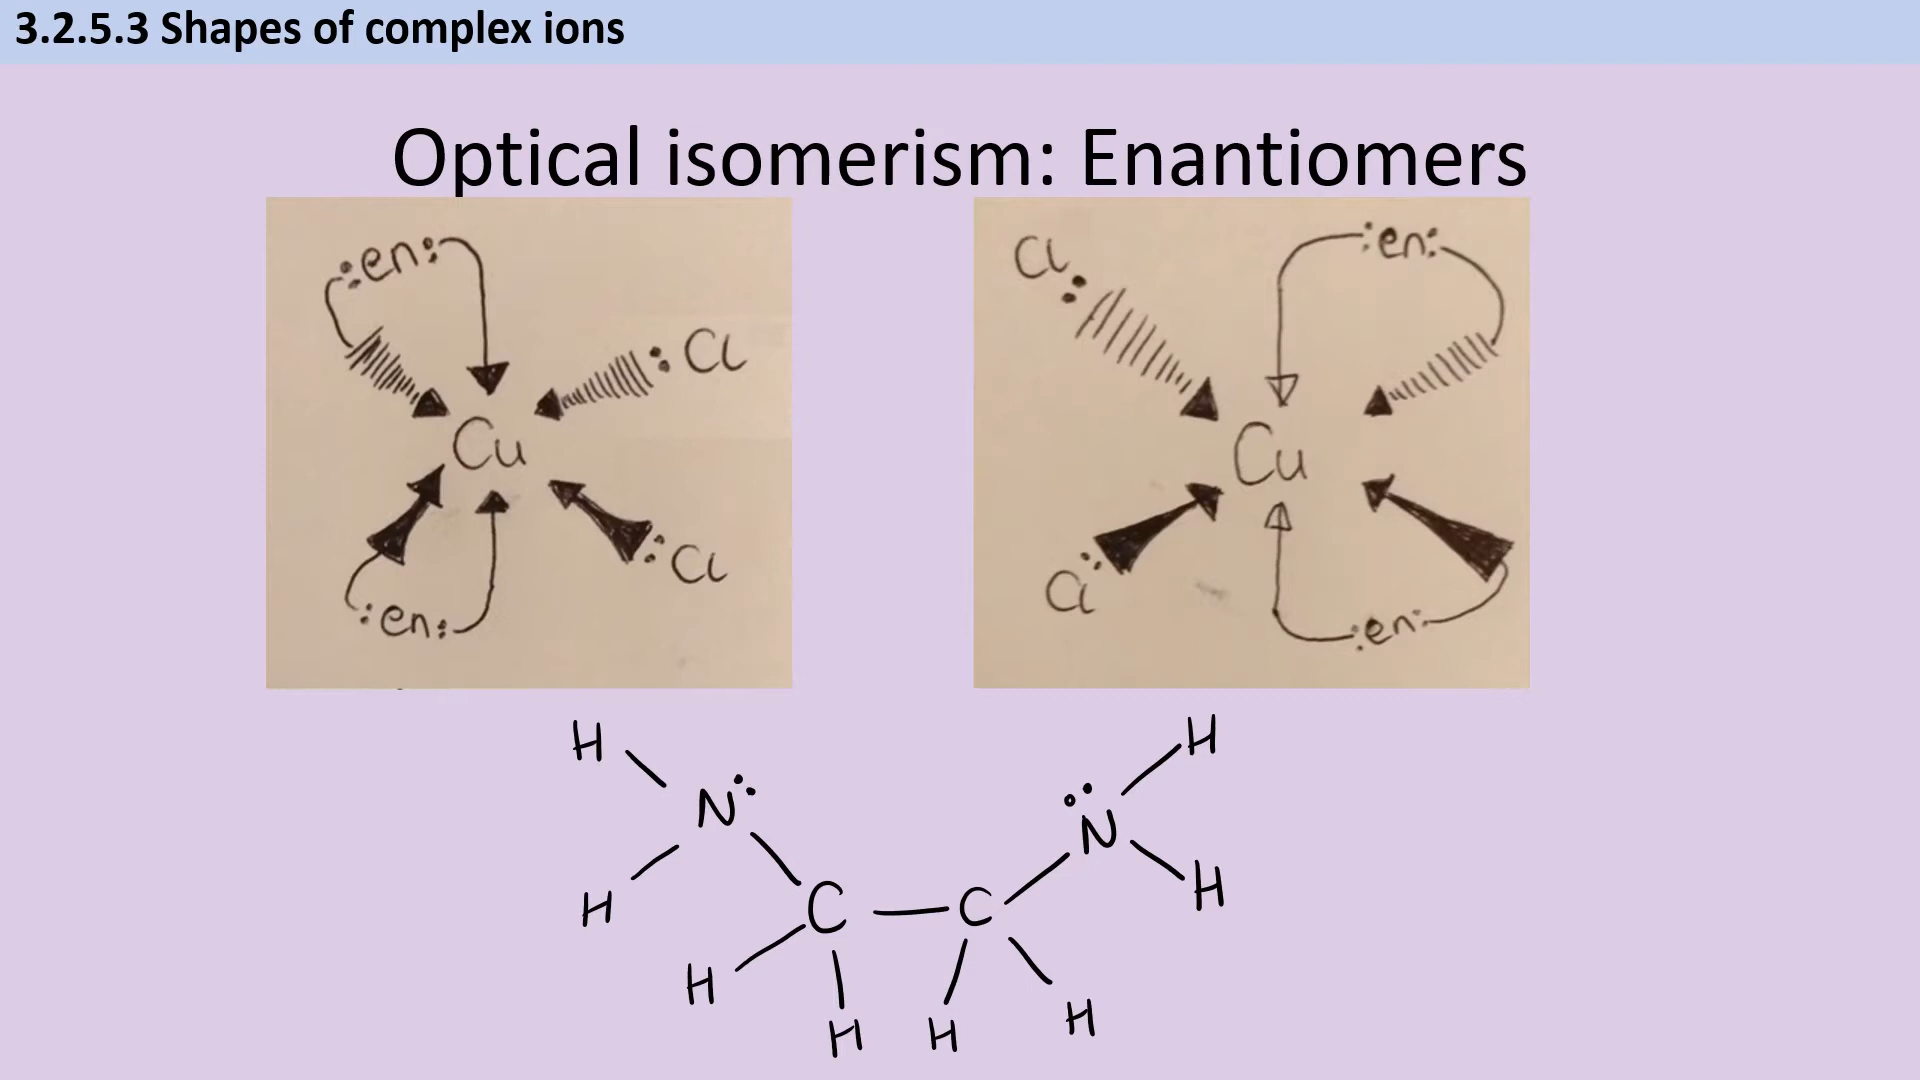 3.2.5.3 Shapes of complex ions
Optical isomerism: Enantiomers
:en:
Cl
Cu
Cl
:en:
Cl
:en:
Cu
Cl
:en:
H
H
N
N
H
H
C
C
H
H
H
H